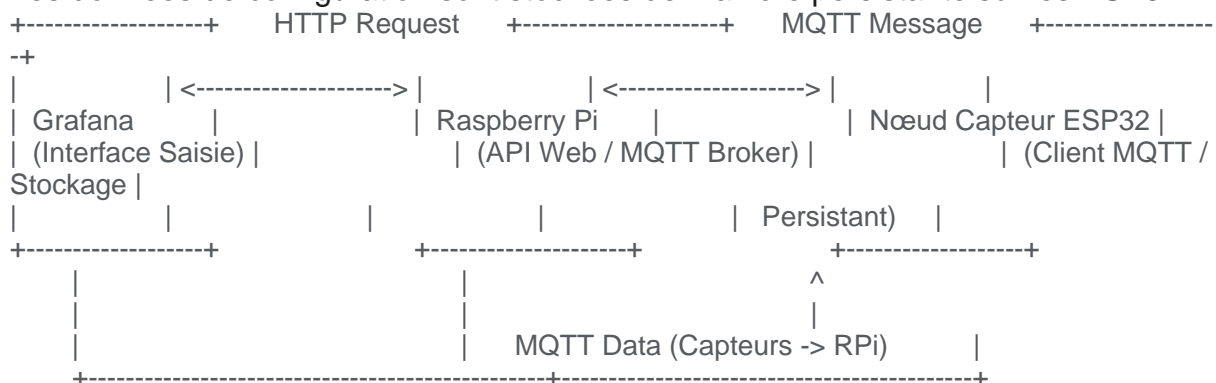 +------------------+ HTTP Request +--------------------+ MQTT Message +------------------
-+
| | <---------------------> | | <--------------------> | |
| Grafana | | Raspberry Pi | | Nœud Capteur ESP32 |
| (Interface Saisie) | | (API Web / MQTT Broker) | | (Client MQTT /
Stockage |
| | | | | Persistant) |
+-------------------+ +----------------------+ +-------------------+
| | ^
| | |
| | MQTT Data (Capteurs -> RPi) |
+--------------------------------------------------+---------------------------------------------+